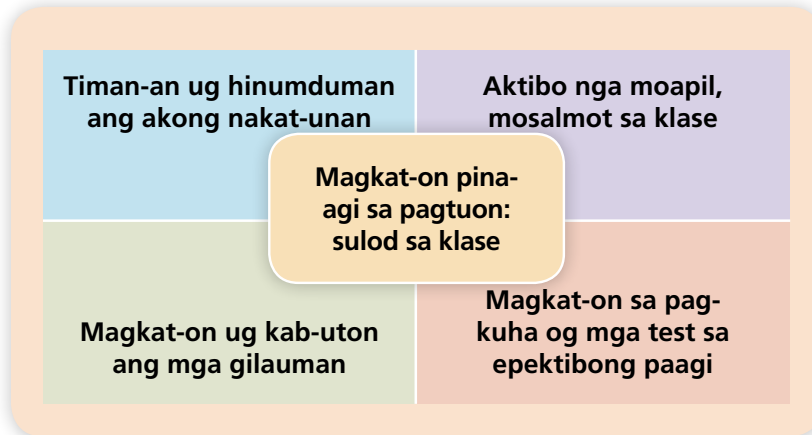 Timan-an ug hinumduman
ang akong nakat-unan
Aktibo nga moapil,
mosalmot sa klase
Magkat-on pina-
agi sa pagtuon:
sulod sa klase
Magkat-on ug kab-uton
ang mga gilauman
Magkat-on sa pag-
kuha og mga test sa
epektibong paagi